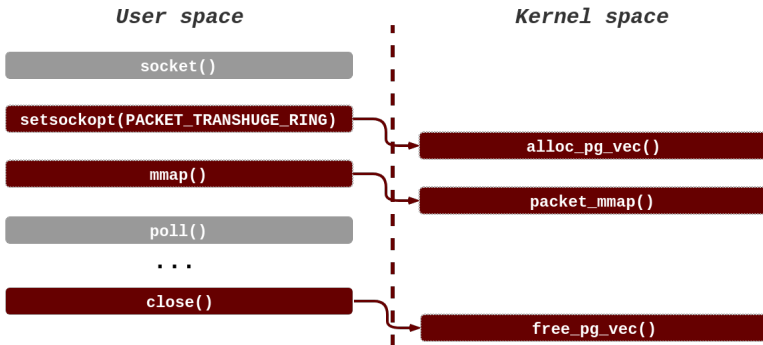 User space
Kernel space
socket()
setsockopt(PACKET_TRANSHUGE_RING)
alloc_pg_vec()
mmap()
packet_mmap()
poll()
...
close()
free_pg_vec()